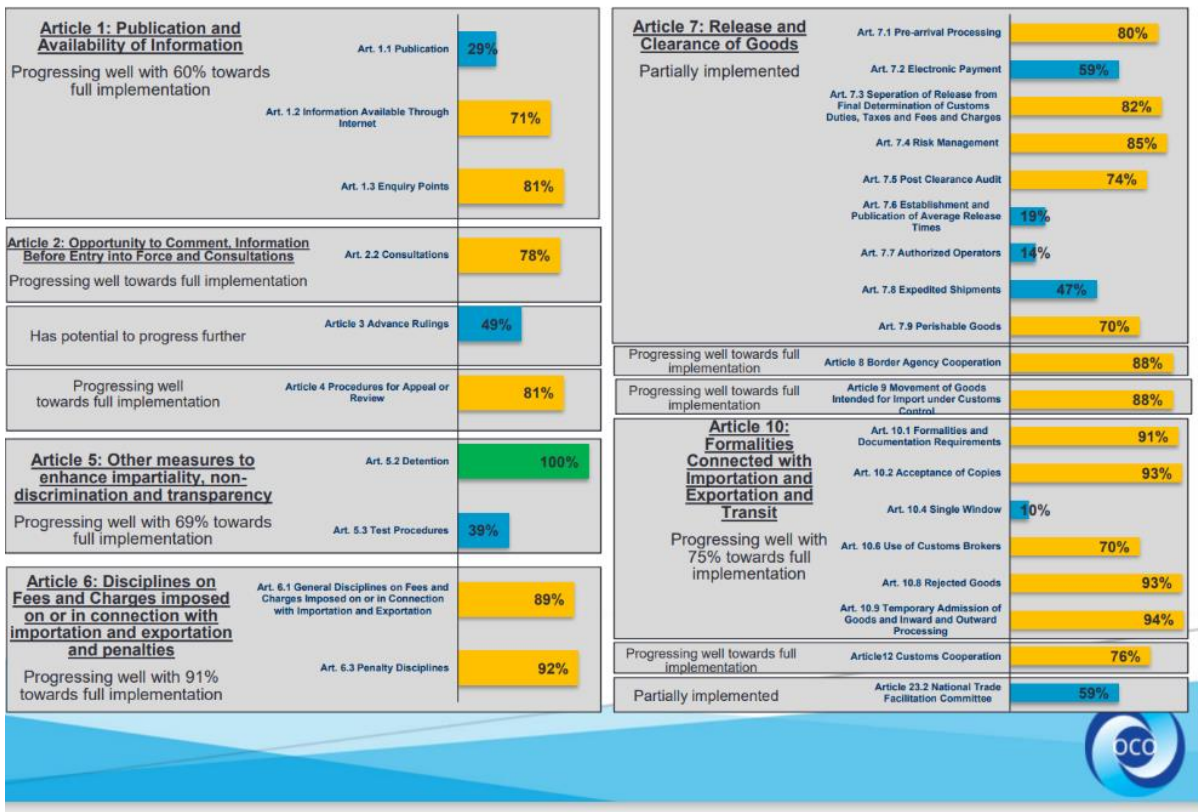 Article 1: Publication and
Availability of Information
Progressing well with 60% towards
full implementation
Art. 1.1 Publication
29%
Art. 1.2 Information Available Through
Internet
71%
Art. 1.3 Enquiry Points
81%
Article 2: Opportunity to Comment, Information
Before Entry into Force and Consultations
Progressing well towards full implementation
Art. 2.2 Consultations
78%
Has potential to progress further
Article 3 Advance Rulings
49%
Progressing well
towards full implementation
Article 4 Procedures for Appeal or
Review
81%
Article 5: Other measures to
enhance impartiality, non-
discrimination and transparency
Progressing well with 69% towards
full implementation
Art. 5.2 Detention
100%
Art. 5.3 Test Procedures
39%
Article 6: Disciplines on
Fees and Charges imposed
on or in connection with
importation and exportation
and penalties
Progressing well with 91%
towards full implementation
Art. 6.1 General Disciplines on Fees and
Charges Imposed on or in Connection
with Importation and Exportation
89%
Art. 6.3 Penalty Disciplines
92%
Article 7: Release and
Clearance of Goods
Partially implemented
Art. 7.1 Pre-arrival Processing
80%
Art. 7.2 Electronic Payment
59%
Art. 7.3 Seperation of Release from
Final Determination of Customs
Duties, Taxes and Fees and Charges
82%
Art. 7.4 Risk Management
85%
Art. 7.5 Post Clearance Audit
74%
Art. 7.6 Establishment and
Publication of Average Release
Times
19%
Art. 7.7 Authorized Operators
14%
Art. 7.8 Expedited Shipments
47%
Art. 7.9 Perishable Goods
70%
Progressing well towards full
implementation
Article 8 Border Agency Cooperation
88%
Progressing well towards full
implementation
Article 9 Movement of Goods
Intended for Import under Customs
Control
88%
Article 10:
Formalities
Connected with
Importation and
Exportation and
Transit
Progressing well with
75% towards full
implementation
Art. 10.1 Formalities and
Documentation Requirements
91%
Art. 10.2 Acceptance of Copies
93%
Art. 10.4 Single Window
10%
Art. 10.6 Use of Customs Brokers
70%
Art. 10.8 Rejected Goods
93%
Art. 10.9 Temporary Admission of
Goods and Inward and Outward
Processing
94%
Progressing well towards full
implementation
Article12 Customs Cooperation
76%
Partially implemented
Article 23.2 National Trade
Facilitation Committee
59%
OCO